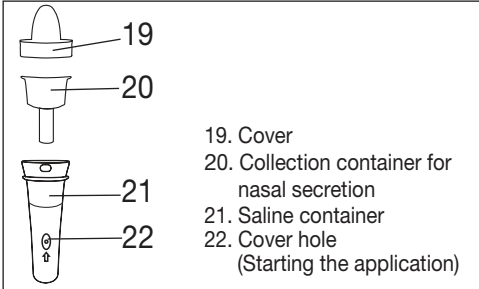 19
20
21
22
19. Cover
20. Collection container for
nasal secretion
21. Saline container
22. Cover hole
(Starting the application)